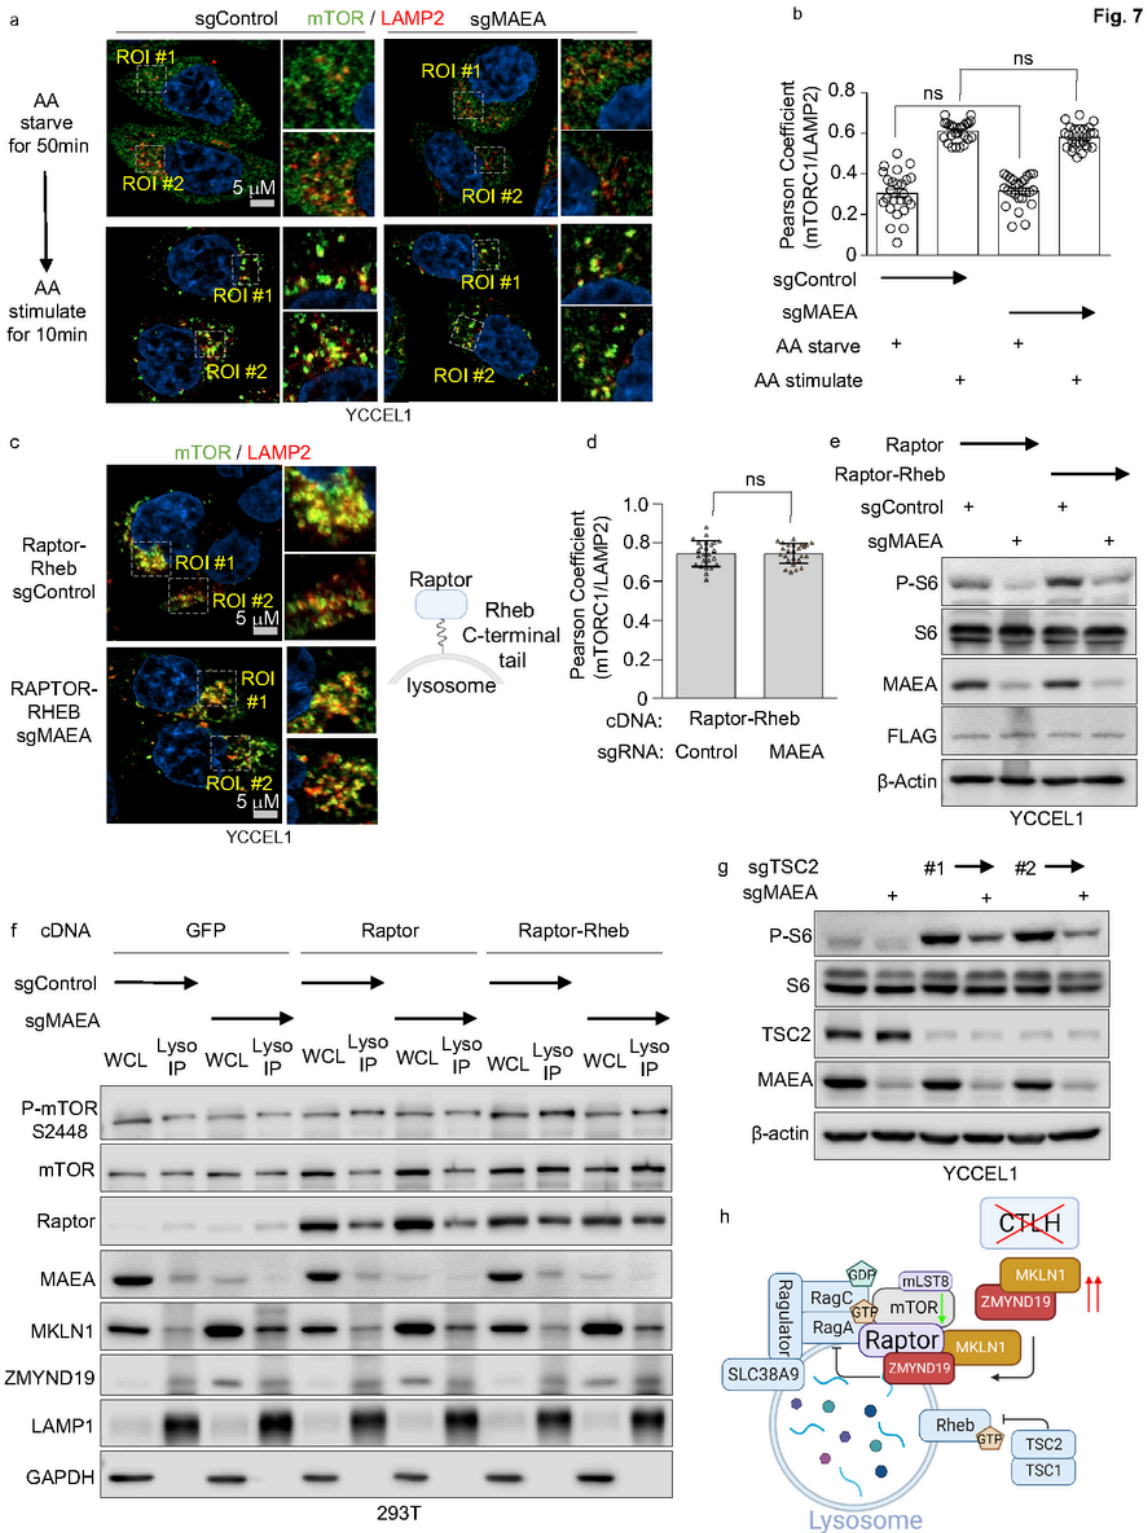 Fig. 7
a
sgControl mTOR / LAMP2 sgMAEA
AA
starve
for 50min
AA
stimulate
for 10min
ROI #1
ROI #2
5 µM
ROI #1
ROI #2
ROI #1
ROI #2
ROI #1
ROI #2
YCCEL1
b
ns
ns
Pearson Coefficient
(mTORC1/LAMP2)
0.8
0.6
0.4
0.2
0
sgControl
sgMAEA
AA starve + +
AA stimulate + +
c
mTOR / LAMP2
Raptor-
Rheb
sgControl
ROI #1
ROI #2
5 µM
RAPTOR-
RHEB
sgMAEA
ROI
#1
ROI. #2
5 µM
YCCEL1
Raptor
Rheb
C-terminal
tail
lysosome
d
ns
Pearson Coefficient
(mTORC1/LAMP2)
1.0
0.8
0.6
0.4
0.2
0
cDNA: Raptor-Rheb
sgRNA: Control MAEA
e
Raptor
Raptor-Rheb
sgControl + +
sgMAEA + +
P-S6
S6
MAEA
FLAG
β-Actin
YCCEL1
f cDNA GFP Raptor Raptor-Rheb
sgControl
sgMAEA
WCL Lyso IP WCL Lyso IP WCL Lyso IP WCL Lyso IP WCL Lyso IP WCL Lyso IP
P-mTOR
S2448
mTOR
Raptor
MAEA
MKLN1
ZMYND19
LAMP1
GAPDH
293T
g
sgTSC2 #1 #2
sgMAEA + + +
P-S6
S6
TSC2
MAEA
β-actin
YCCEL1
h
CTLH
MKLN1
ZMYND19
GDP
mLST8
Ragulator
RagC
GTP
mTOR
RagA
Raptor
MKLN1
ZMYND19
SLC38A9
Rheb
GTP
TSC2
TSC1
Lysosome